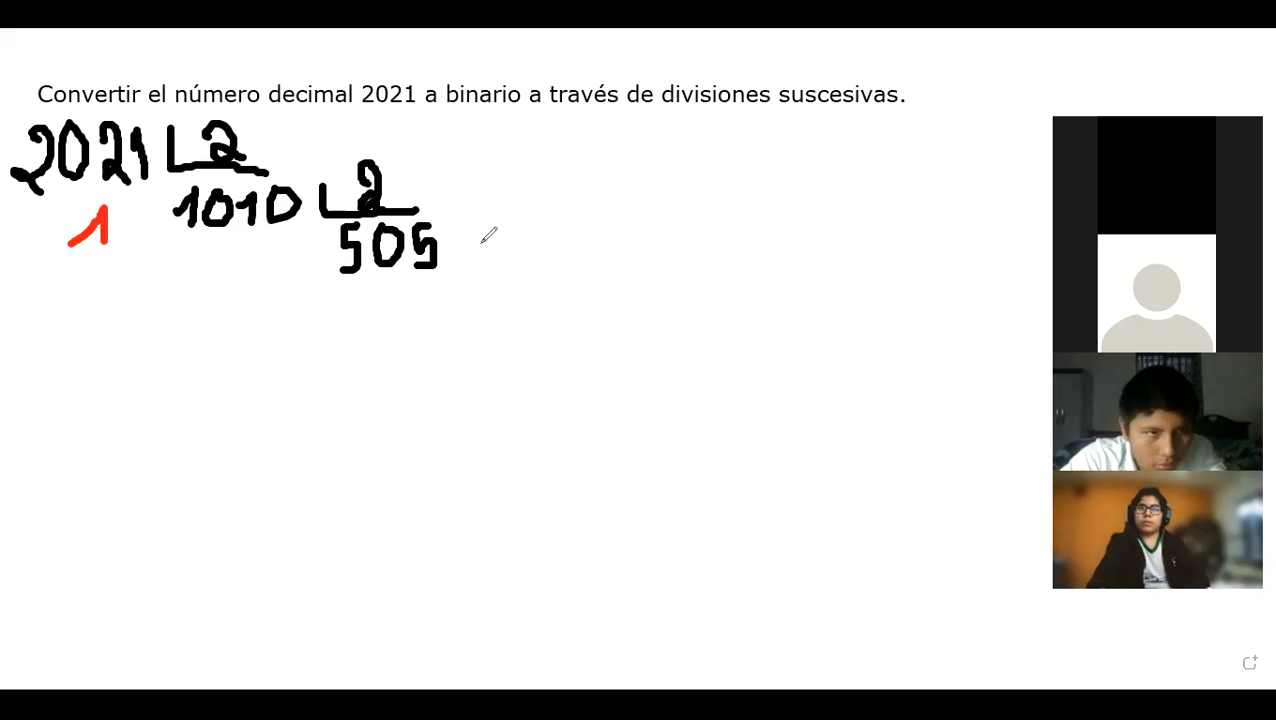 Convertir el número decimal 2021 a binario a través de divisiones suscesivas.
2021 2
1010 2
1
505